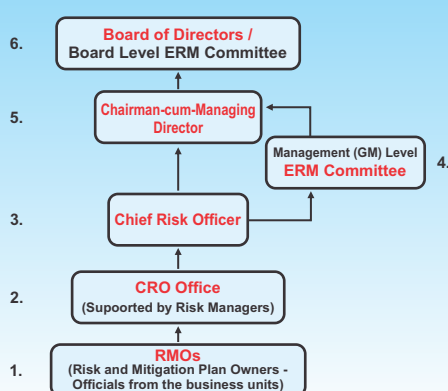 6.
Board of Directors /
Board Level ERM Committee
5.
Chairman-cum-Managing
Director
Management (GM) Level
ERM Committee
4.
3.
Chief Risk Officer
2.
CRO Office
(Supoorted by Risk Managers)
1.
RMOs
(Risk and Mitigation Plan Owners -
Officials from the business units)